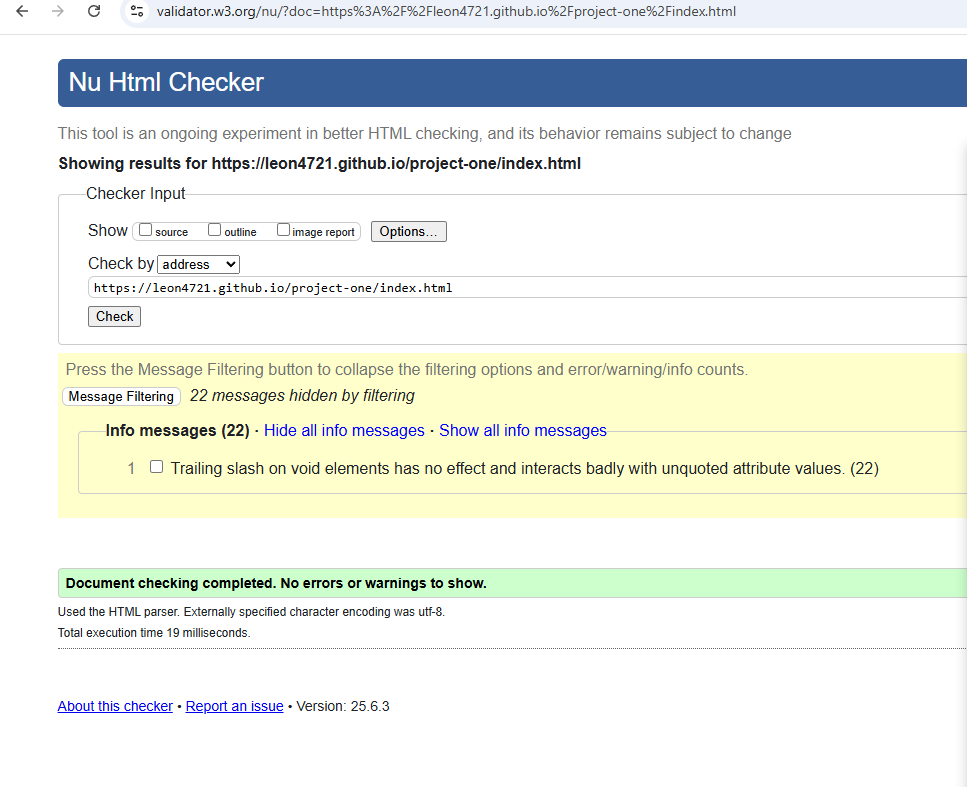 validator.w3.org/nu/?doc=https%3A%2F%2Fleon4721.github.io%2Fproject-one%2Findex.html
Nu Html Checker
This tool is an ongoing experiment in better HTML checking, and its behavior remains subject to change
Showing results for https://leon4721.github.io/project-one/index.html
Checker Input
Show source outline image report Options...
Check by address
https://leon4721.github.io/project-one/index.html
Check
Press the Message Filtering button to collapse the filtering options and error/warning/info counts.
Message Filtering 22 messages hidden by filtering
Info messages (22) · Hide all info messages · Show all info messages
1 Trailing slash on void elements has no effect and interacts badly with unquoted attribute values. (22)
Document checking completed. No errors or warnings to show.
Used the HTML parser. Externally specified character encoding was utf-8.
Total execution time 19 milliseconds.
About this checker • Report an issue • Version: 25.6.3